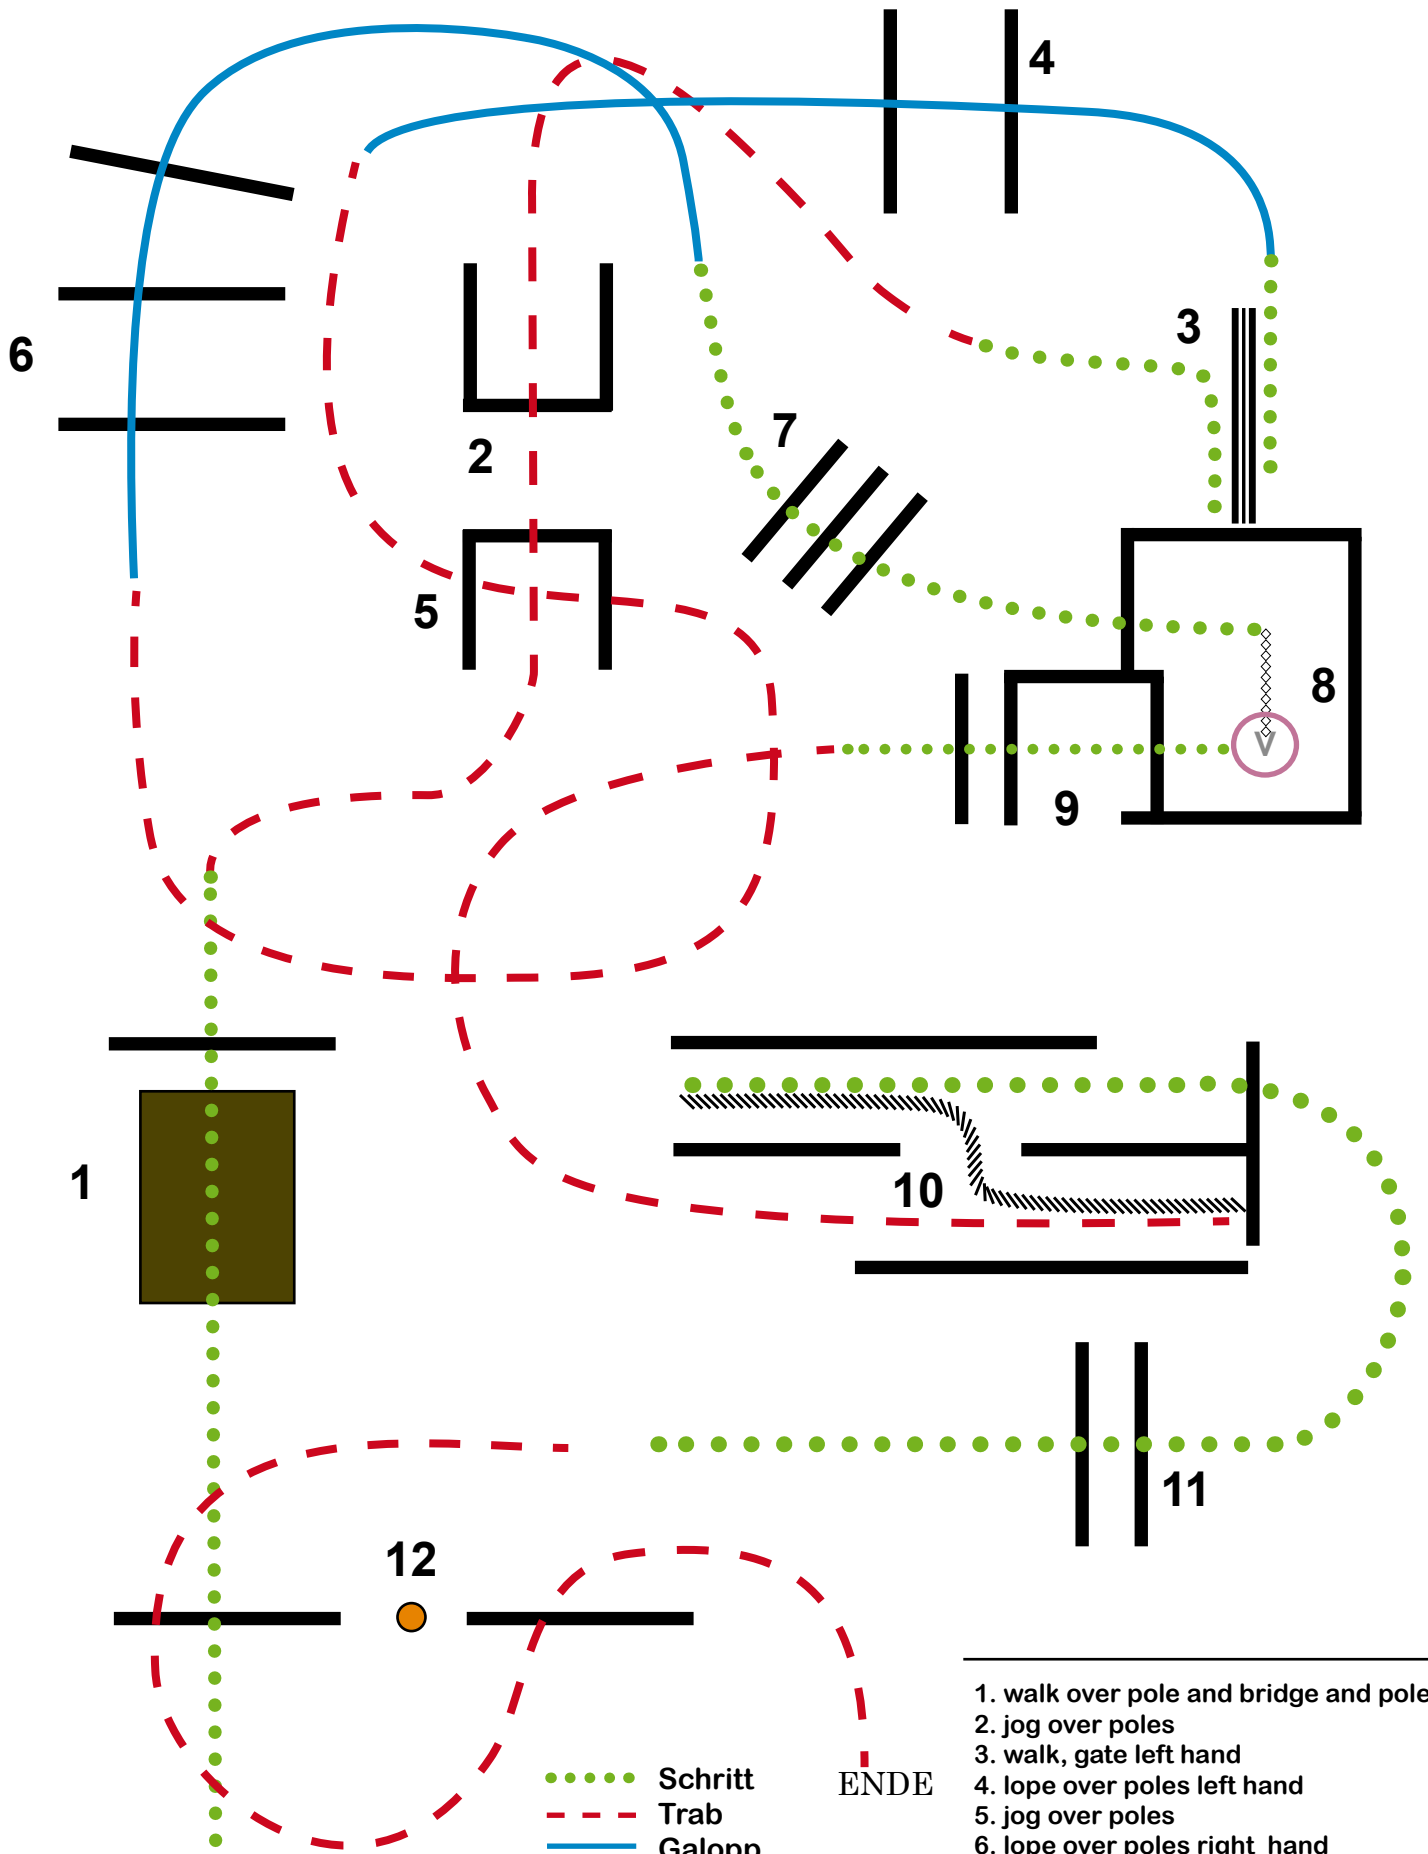 4
3
6
7
2
5
8
9
1
10
11
12
ENDE
Schritt
Trab
Galopp
1. walk over pole and bridge and pole
2. jog over poles
3. walk, gate left hand
4. lope over poles left hand
5. jog over poles
6. lope over poles right hand
V